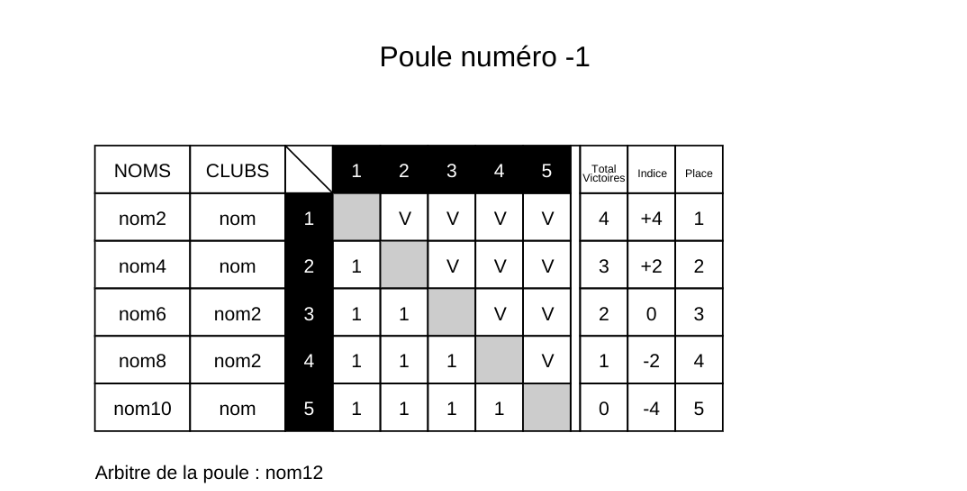 Poule numéro -1
NOMS CLUBS 1 2 3 4 5 Total Victoires Indice Place
nom2 nom 1 V V V V 4 +4 1
nom4 nom 2 1 V V V 3 +2 2
nom6 nom2 3 1 1 V V 2 0 3
nom8 nom2 4 1 1 1 V 1 -2 4
nom10 nom 5 1 1 1 1 0 -4 5
Arbitre de la poule : nom12